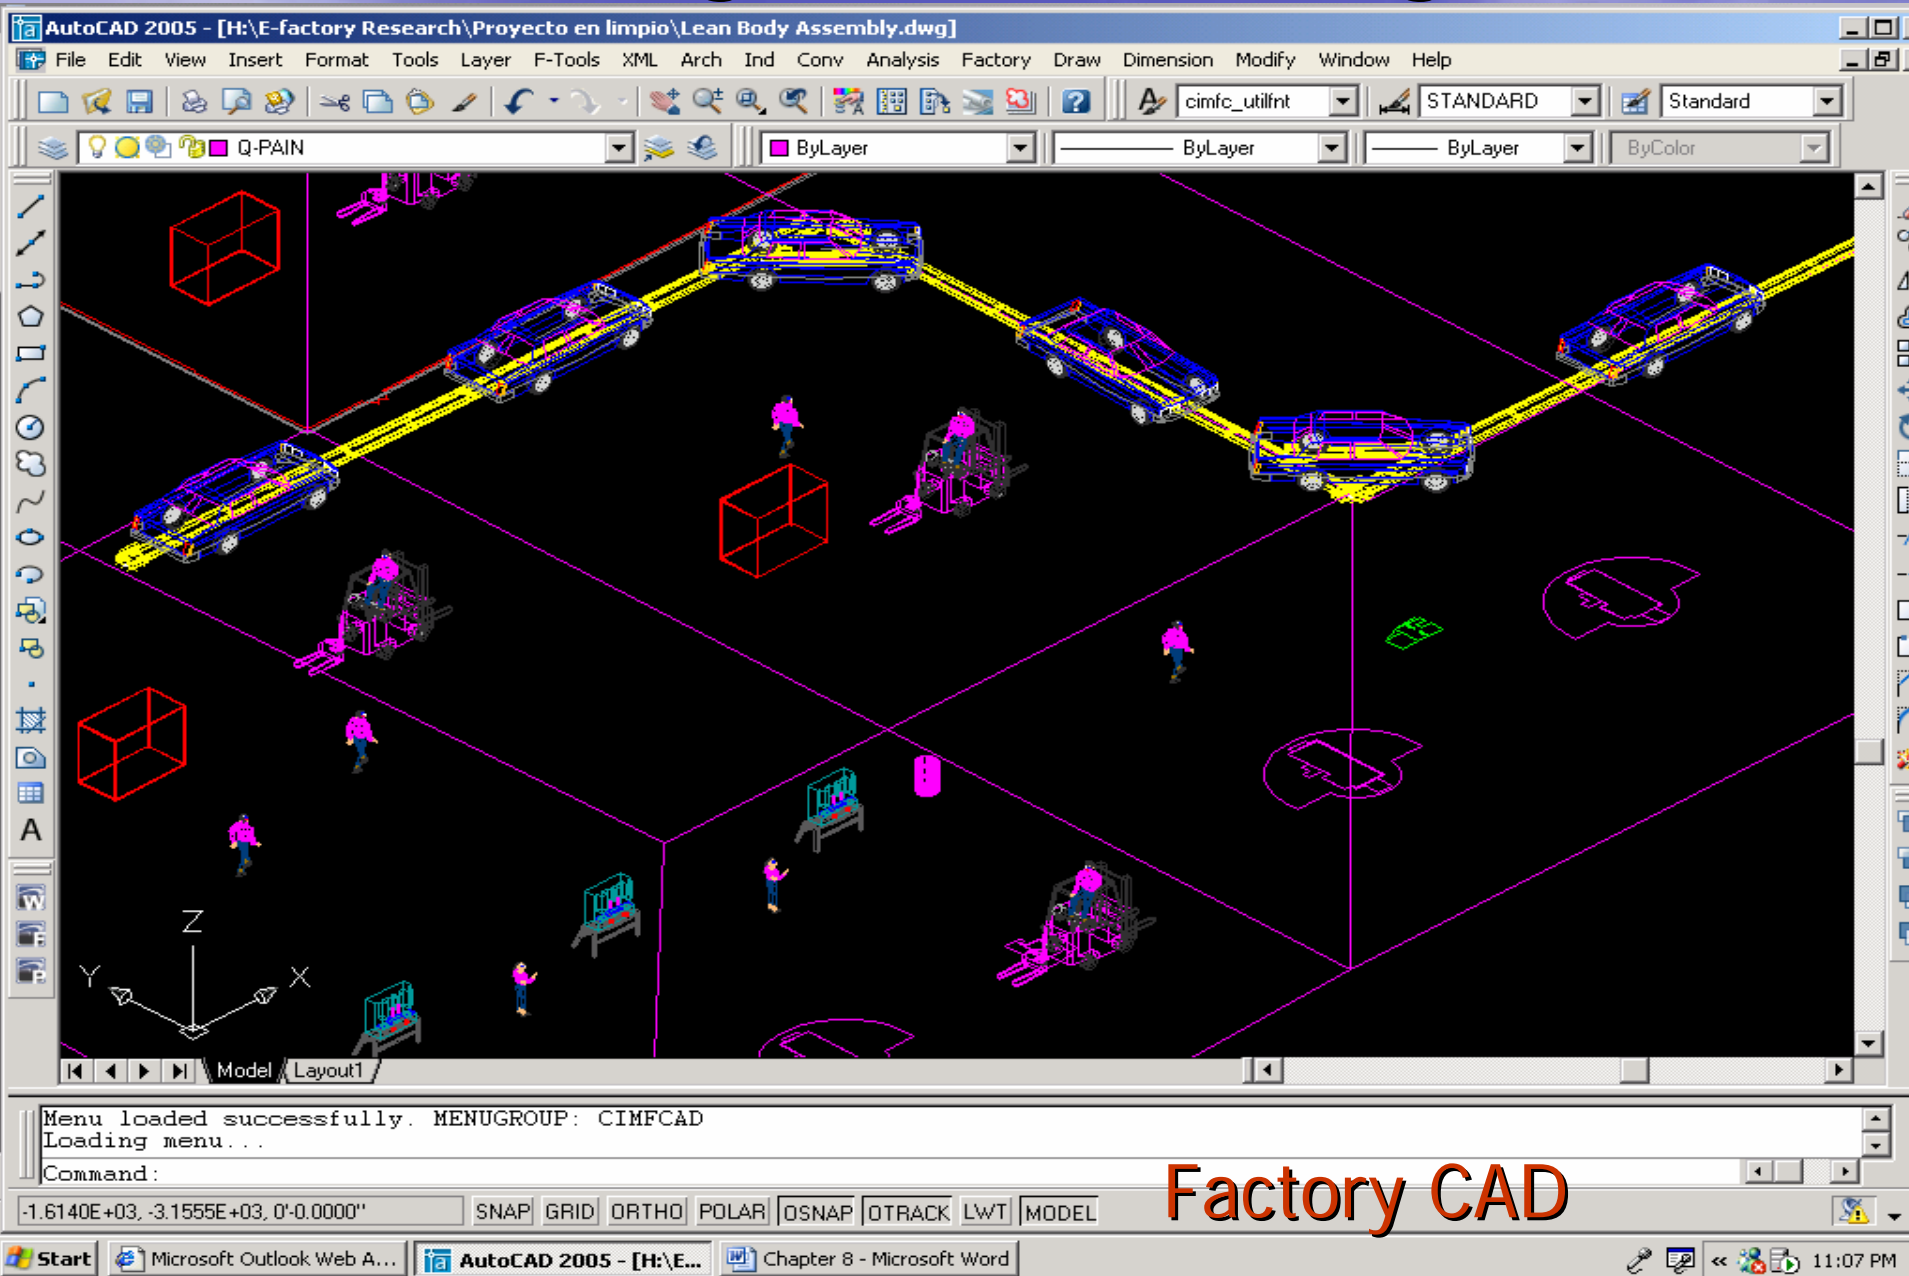 AutoCAD 2005 - [H:\E-factory Research\Proyecto en limpio\Lean Body Assembly.dwg]
File Edit View Insert Format Tools Layer F-Tools XML Arch Ind Conv Analysis Factory Draw Dimension Modify Window Help
cimfc_utilfnt STANDARD Standard
Q-PAIN ByLayer ByLayer ByLayer ByColor
A
Z
Y X
Model Layout1
Menu loaded successfully. MENUGROUP: CIMFCAD
Loading menu...
Command:
Factory CAD
-1.6140E+03, -3.1555E+03, 0'-0.0000" SNAP GRID ORTHO POLAR OSNAP OTRACK LWT MODEL
Start Microsoft Outlook Web A... AutoCAD 2005 - [H:\E... Chapter 8 - Microsoft Word 11:07 PM